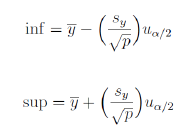 inf = y̅ − (s_y / √p) u_{α/2}
sup = y̅ + (s_y / √p) u_{α/2}